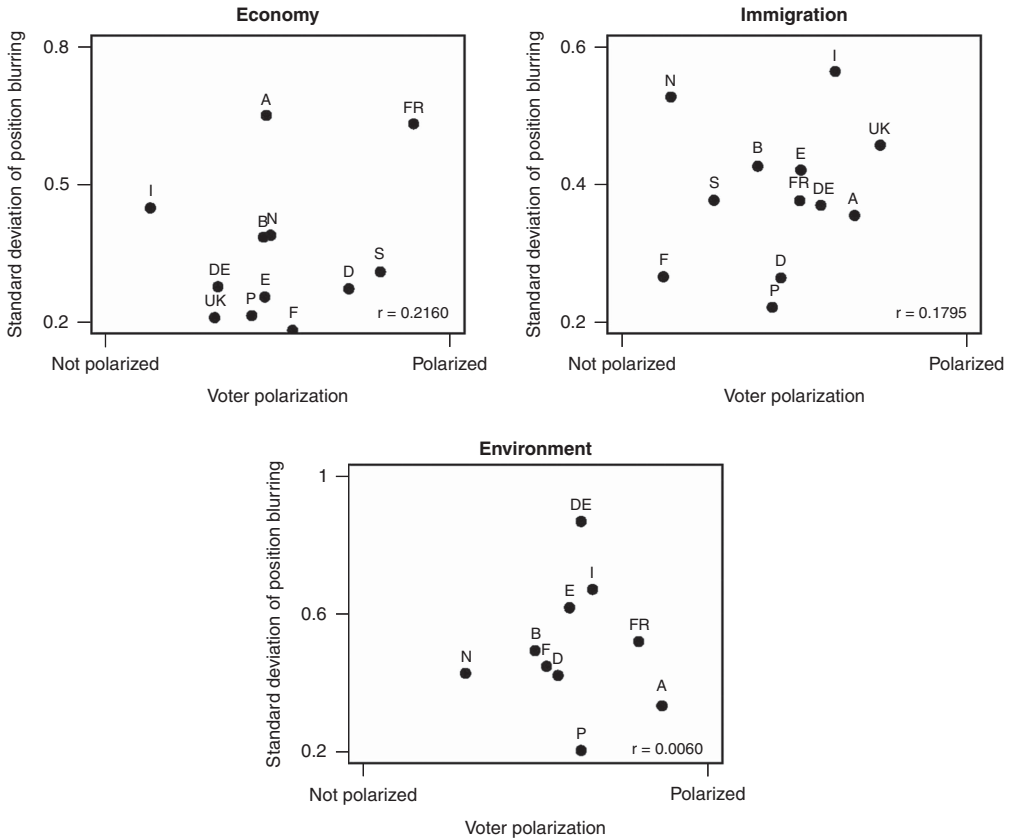 Economy
Standard deviation of position blurring
0.8
0.5
0.2
A
FR
I
B
N
DE
UK
P
E
F
D
S
r = 0.2160
Not polarized
Polarized
Voter polarization
Immigration
Standard deviation of position blurring
0.6
0.4
0.2
I
N
UK
B
E
S
FR
DE
A
F
D
P
r = 0.1795
Not polarized
Polarized
Voter polarization
Environment
Standard deviation of position blurring
1
0.6
0.2
DE
I
E
B
F
D
FR
N
A
P
r = 0.0060
Not polarized
Polarized
Voter polarization